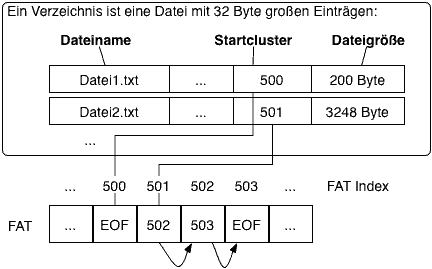 Ein Verzeichnis ist eine Datei mit 32 Byte großen Einträgen:
Dateiname Startcluster Dateigröße
Datei1.txt ... 500 200 Byte
Datei2.txt ... 501 3248 Byte
...
... 500 501 502 503 ... FAT Index
FAT ... EOF 502 503 EOF ...